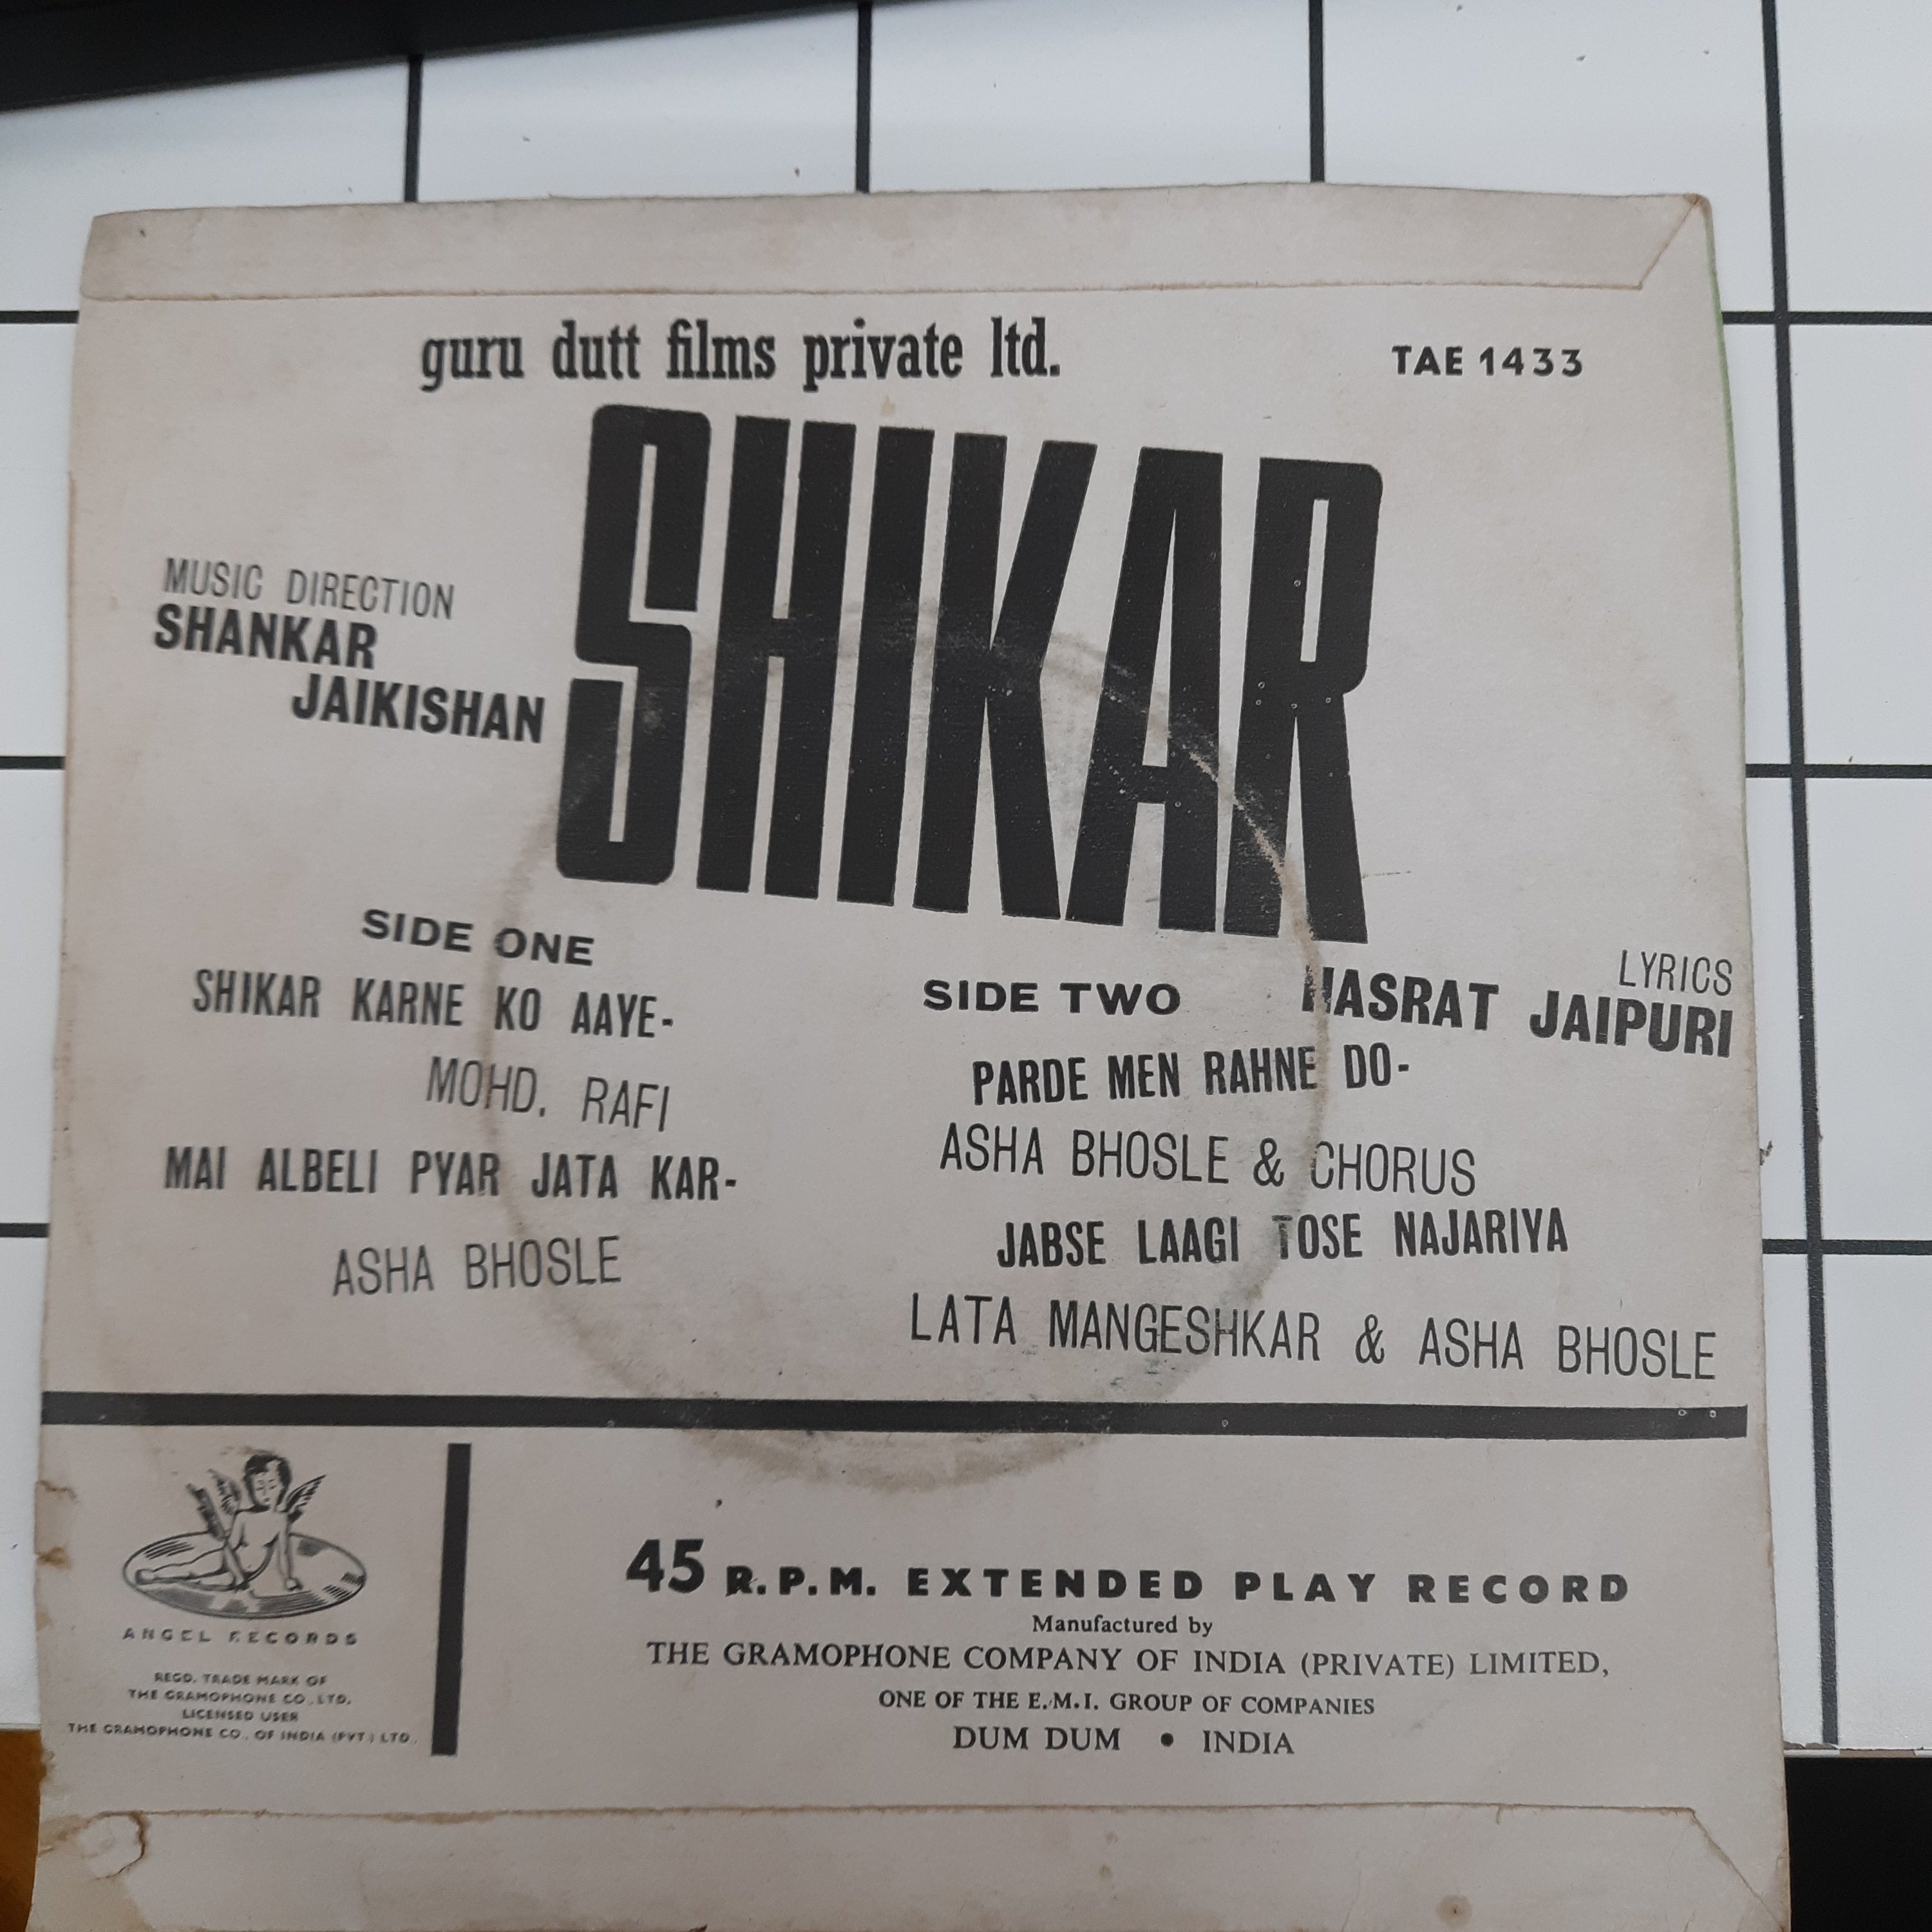 guru dutt films private ltd.
TAE 1433
SHIKAR
MUSIC DIRECTION
SHANKAR
JAIKISHAN
SIDE ONE
SHIKAR KARNE KO AAYE-
MOHD. RAFI
MAI ALBELI PYAR JATA KAR-
ASHA BHOSLE
LYRICS
HASRAT JAIPURI
SIDE TWO
PARDE MEN RAHNE DO-
ASHA BHOSLE & CHORUS
JABSE LAAGI TOSE NAJARIYA
LATA MANGESHKAR & ASHA BHOSLE
ANGEL RECORDS
REGD. TRADE MARK OF
THE GRAMOPHONE CO., LTD.
LICENSED USER
THE GRAMOPHONE CO., OF INDIA (PVT.) LTD.
45 R.P.M. EXTENDED PLAY RECORD
Manufactured by
THE GRAMOPHONE COMPANY OF INDIA (PRIVATE) LIMITED,
ONE OF THE E.M.I. GROUP OF COMPANIES
DUM DUM • INDIA